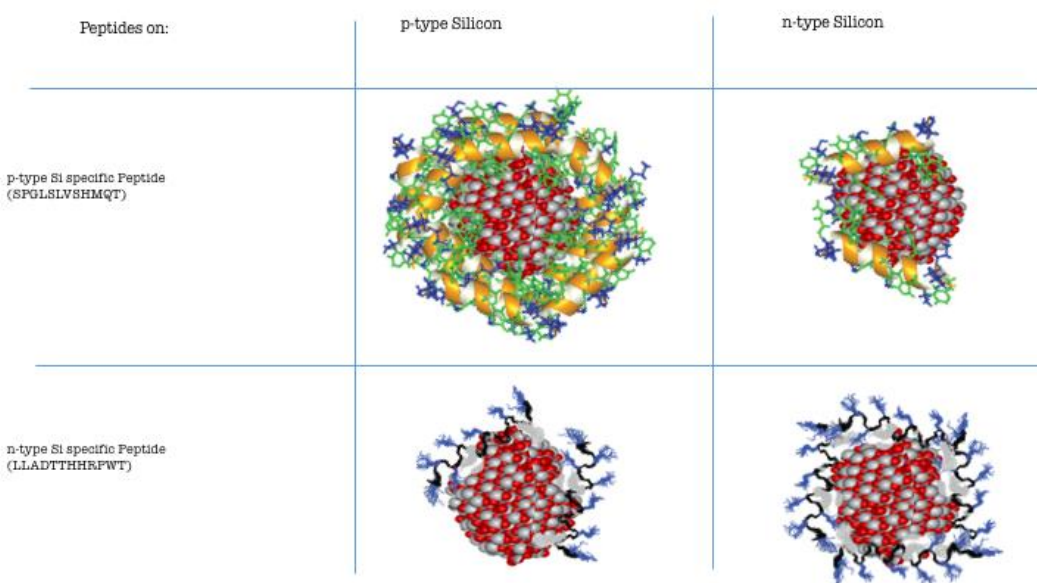 Peptides on:
p-type Silicon
n-type Silicon
p-type Si specific Peptide
(SPGLSLVSHMQT)
n-type Si specific Peptide
(LLADTTHHRPWT)